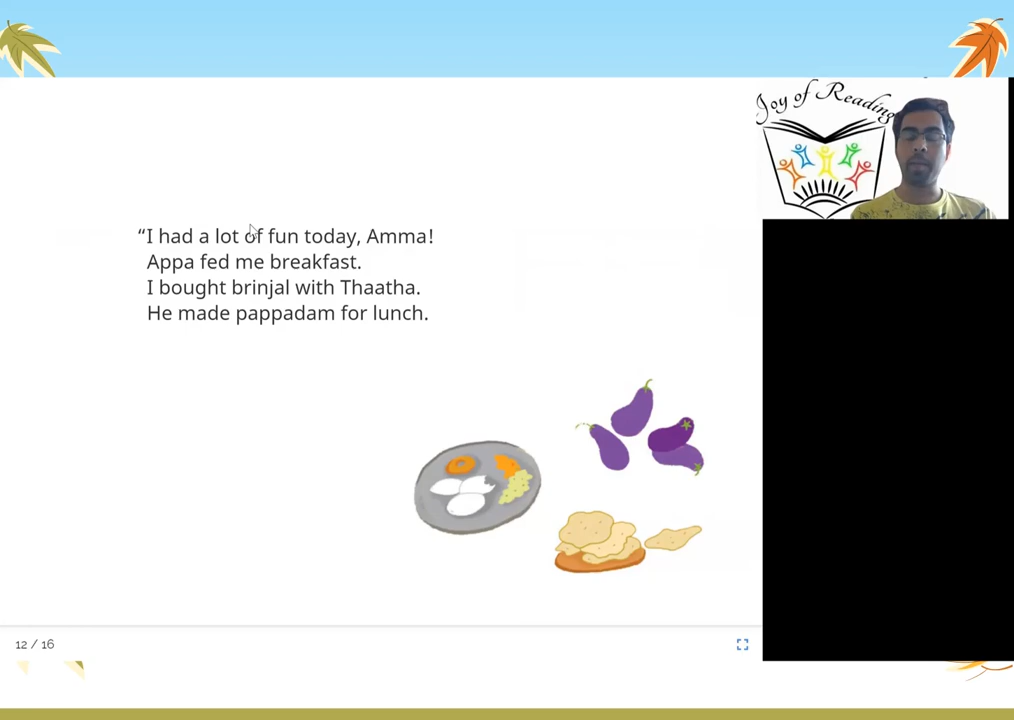 Joy of Reading
“I had a lot of fun today, Amma!
Appa fed me breakfast.
I bought brinjal with Thaatha.
He made pappadam for lunch.
12 / 16